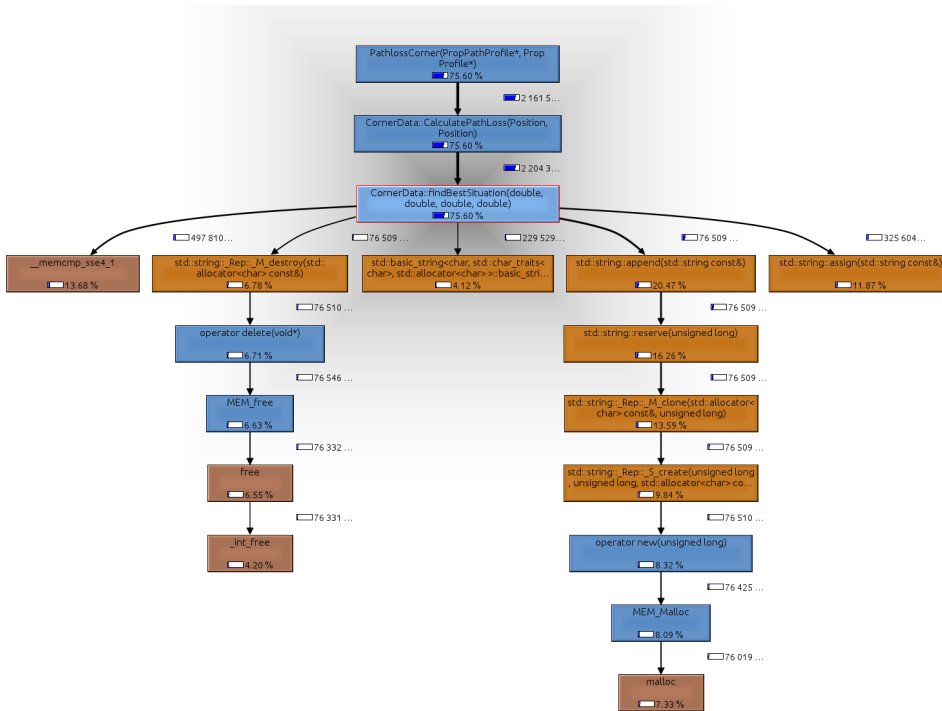 PathlossCorner(PropPathProfile*, Prop
Profile*)
75.60 %
2 161 5...
CornerData::CalculatePathLoss(Position,
Position)
75.60 %
2 204 3...
CornerData::findBestSituation(double,
double, double, double)
75.60 %
497 810...
76 509 ...
229 529...
76 509 ...
325 604...
__memcmp_sse4_1
13.68 %
std::string::_Rep::_M_destroy(std::
allocator<char> const&)
6.78 %
std::basic_string<char, std::char_traits<
char>, std::allocator<char> >::basic_stri...
4.12 %
std::string::append(std::string const&)
20.47 %
std::string::assign(std::string const&)
11.87 %
76 510 ...
76 509 ...
operator delete(void*)
6.71 %
std::string::reserve(unsigned long)
16.26 %
76 546 ...
76 509 ...
MEM_free
6.63 %
std::string::_Rep::_M_clone(std::allocator<
char> const&, unsigned long)
13.59 %
76 332 ...
76 509 ...
free
6.55 %
std::string::_Rep::_S_create(unsigned long
, unsigned long, std::allocator<char> co...
9.84 %
76 331 ...
76 510 ...
_int_free
4.20 %
operator new(unsigned long)
8.32 %
76 425 ...
MEM_Malloc
8.09 %
76 019 ...
malloc
7.33 %